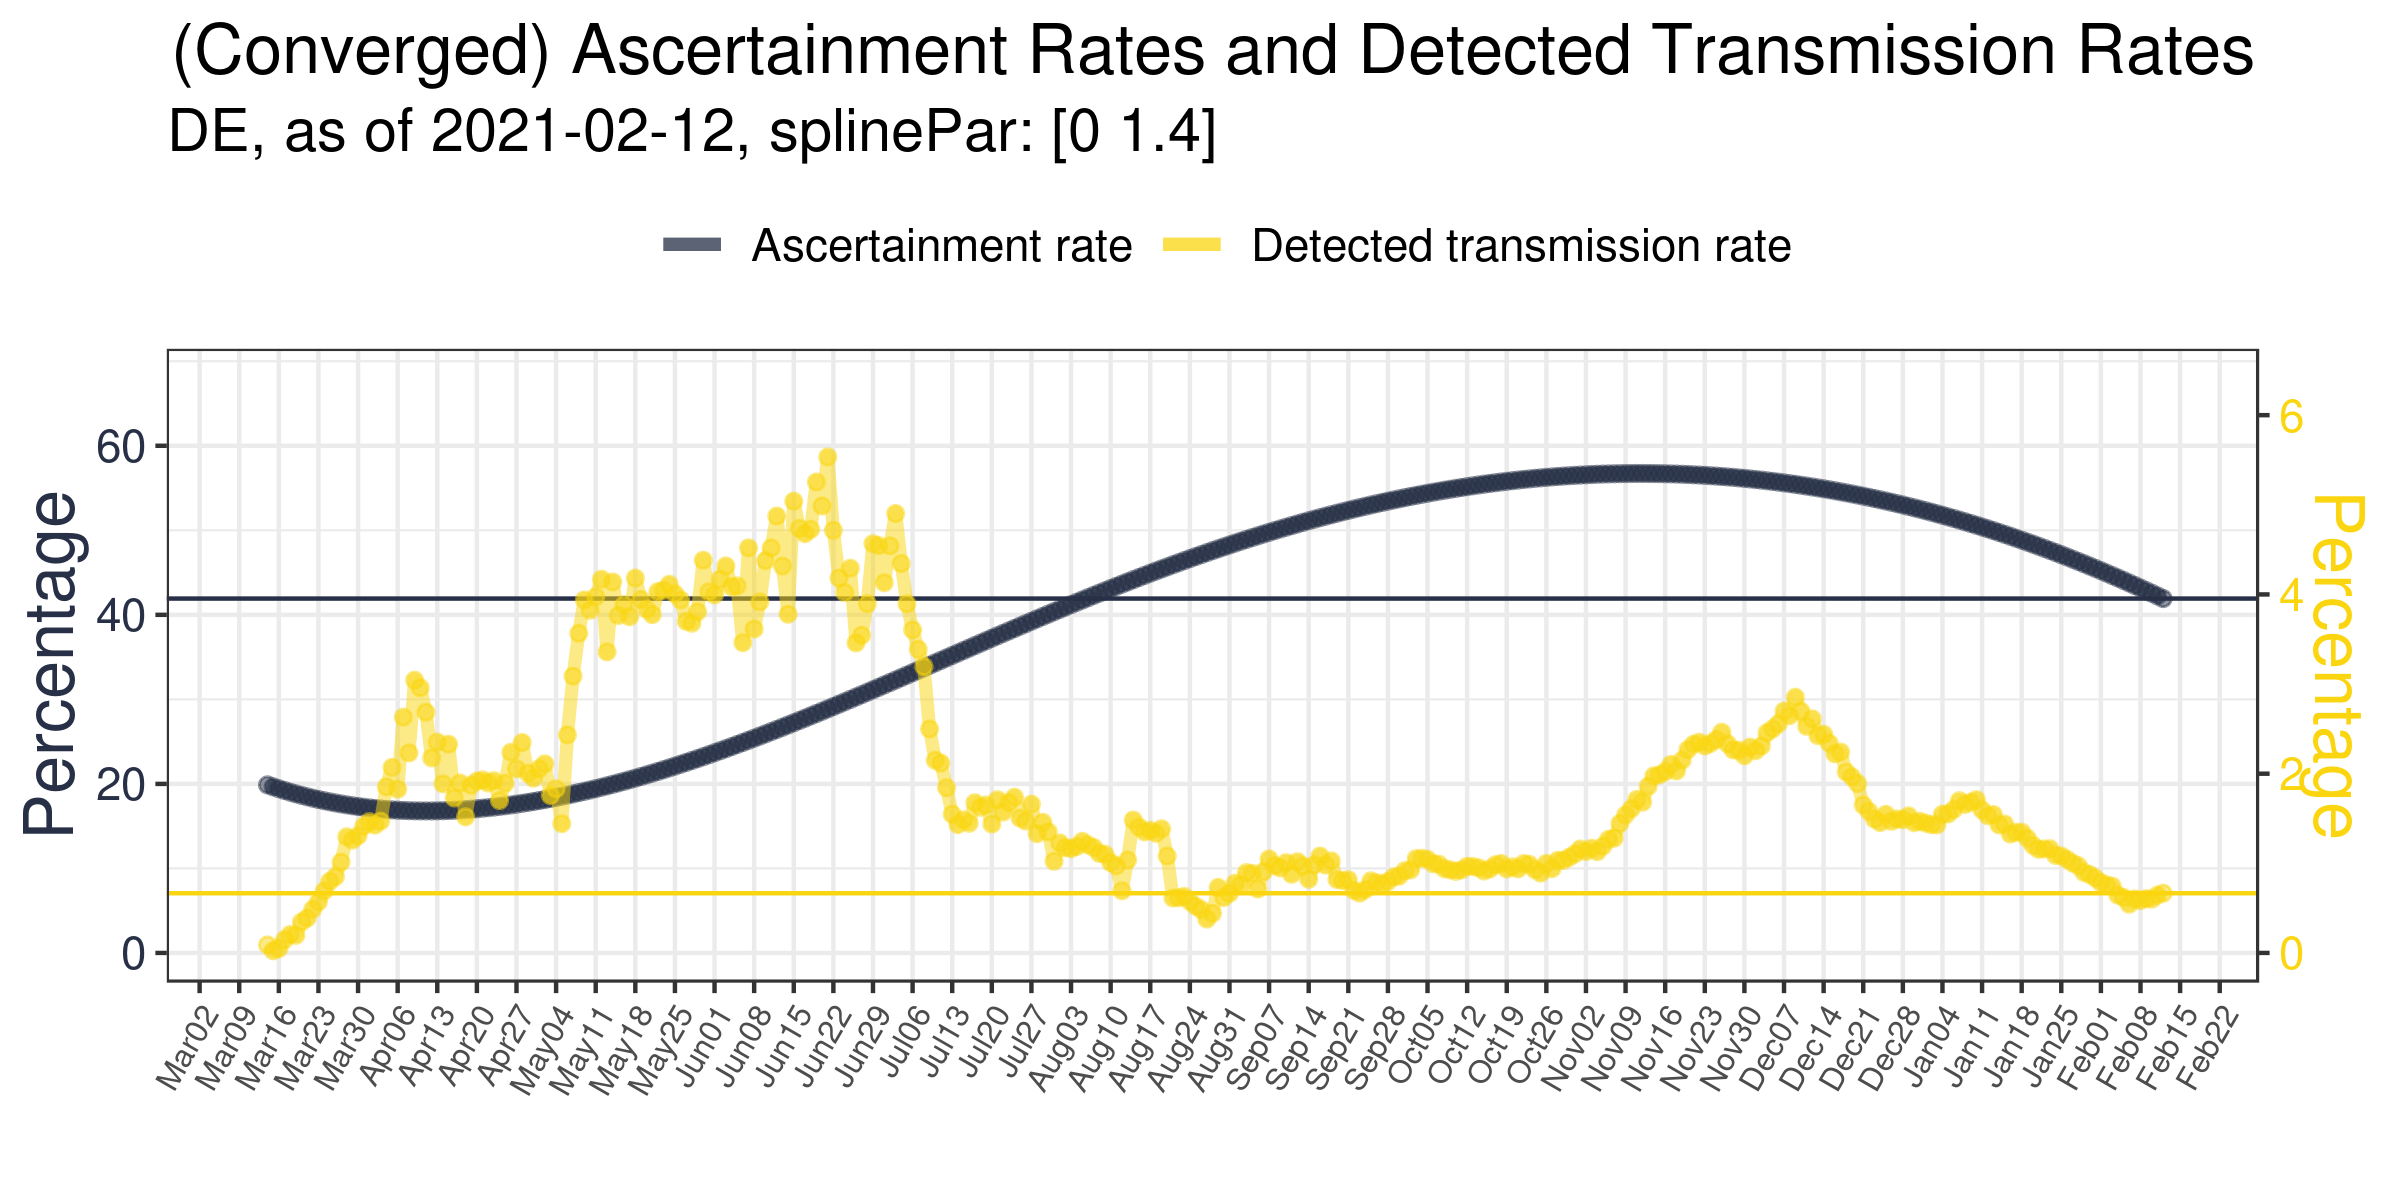 (Converged) Ascertainment Rates and Detected Transmission Rates
DE, as of 2021-02-12, splinePar: [0 1.4]
Ascertainment rate
Detected transmission rate
Percentage
60
40
20
0
6
4
2
0
Percentage
Mar02
Mar09
Mar16
Mar23
Mar30
Apr06
Apr13
Apr20
Apr27
May04
May11
May18
May25
Jun01
Jun08
Jun15
Jun22
Jun29
Jul06
Jul13
Jul20
Jul27
Aug03
Aug10
Aug17
Aug24
Aug31
Sep07
Sep14
Sep21
Sep28
Oct05
Oct12
Oct19
Oct26
Nov02
Nov09
Nov16
Nov23
Nov30
Dec07
Dec14
Dec21
Dec28
Jan04
Jan11
Jan18
Jan25
Feb01
Feb08
Feb15
Feb22